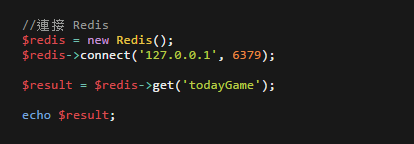 //連接 Redis
$redis = new Redis();
$redis->connect('127.0.0.1', 6379);
$result = $redis->get('todayGame');
echo $result;